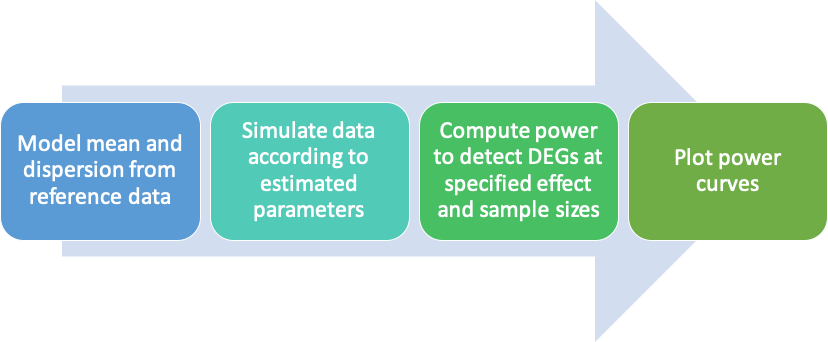 Model mean and
dispersion from
reference data
Simulate data
according to
estimated
parameters
Compute power
to detect DEGs at
specified effect
and sample sizes
Plot power
curves